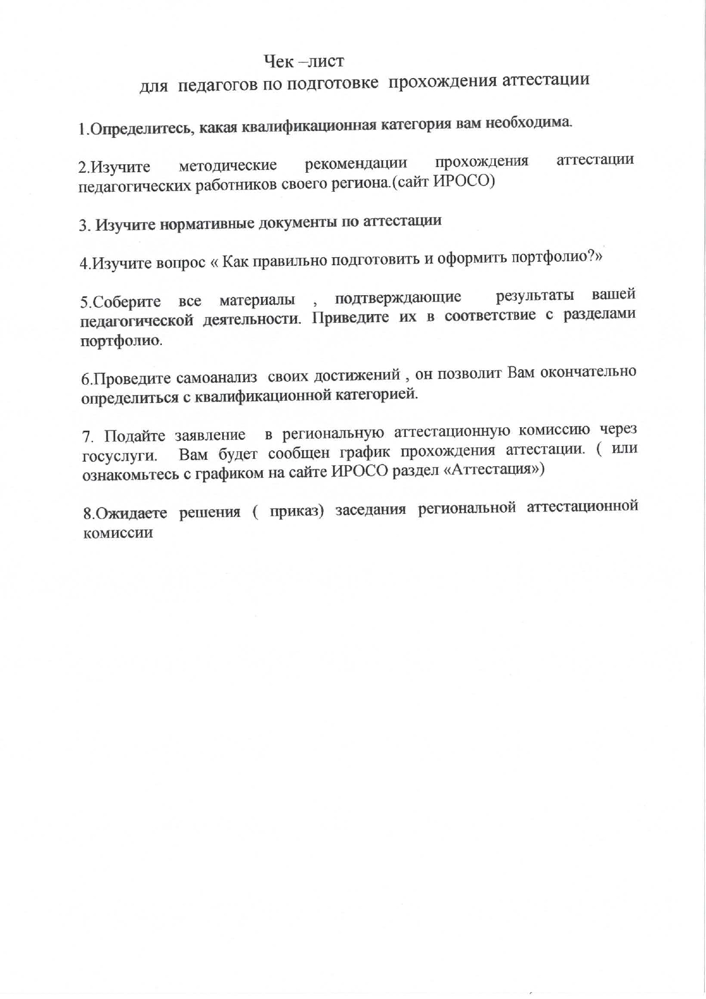 Чек –лист
для педагогов по подготовке прохождения аттестации
1.Определитесь, какая квалификационная категория вам необходима.
2.Изучите методические рекомендации прохождения аттестации
педагогических работников своего региона.(сайт ИРОСО)
3. Изучите нормативные документы по аттестации
4.Изучите вопрос « Как правильно подготовить и оформить портфолио?»
5.Соберите все материалы , подтверждающие результаты вашей
педагогической деятельности. Приведите их в соответствие с разделами
портфолио.
6.Проведите самоанализ своих достижений , он позволит Вам окончательно
определиться с квалификационной категорией.
7. Подайте заявление в региональную аттестационную комиссию через
госуслуги. Вам будет сообщен график прохождения аттестации. ( или
ознакомьтесь с графиком на сайте ИРОСО раздел «Аттестация»)
8.Ожидаете решения ( приказ) заседания региональной аттестационной
комиссии